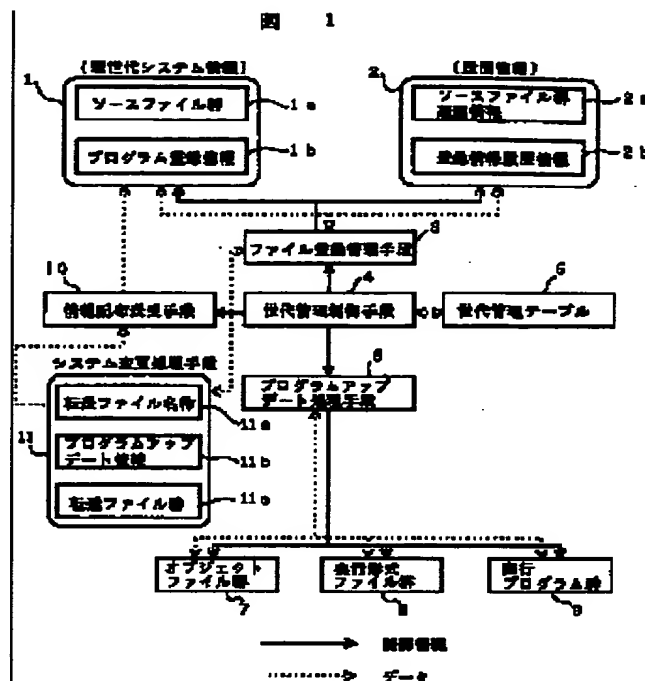 図 1
[現世代システム情報]
1
ソースファイル群
1a
プログラム登録情報
1b
[履歴情報]
2
ソースファイル群
履歴情報
2a
登録情報履歴情報
2b
ファイル登録管理手段
3
10
情報配布処理手段
4
世代管理制御手段
世代管理テーブル
システム変更処理手段
プログラムアップ
デート処理手段
11
転送ファイル名称
11a
プログラムアップ
デート情報
11b
転送ファイル群
オブジェクト
ファイル群
7
実行形式
ファイル群
8
実行
プログラム群
9
制御情報
データ